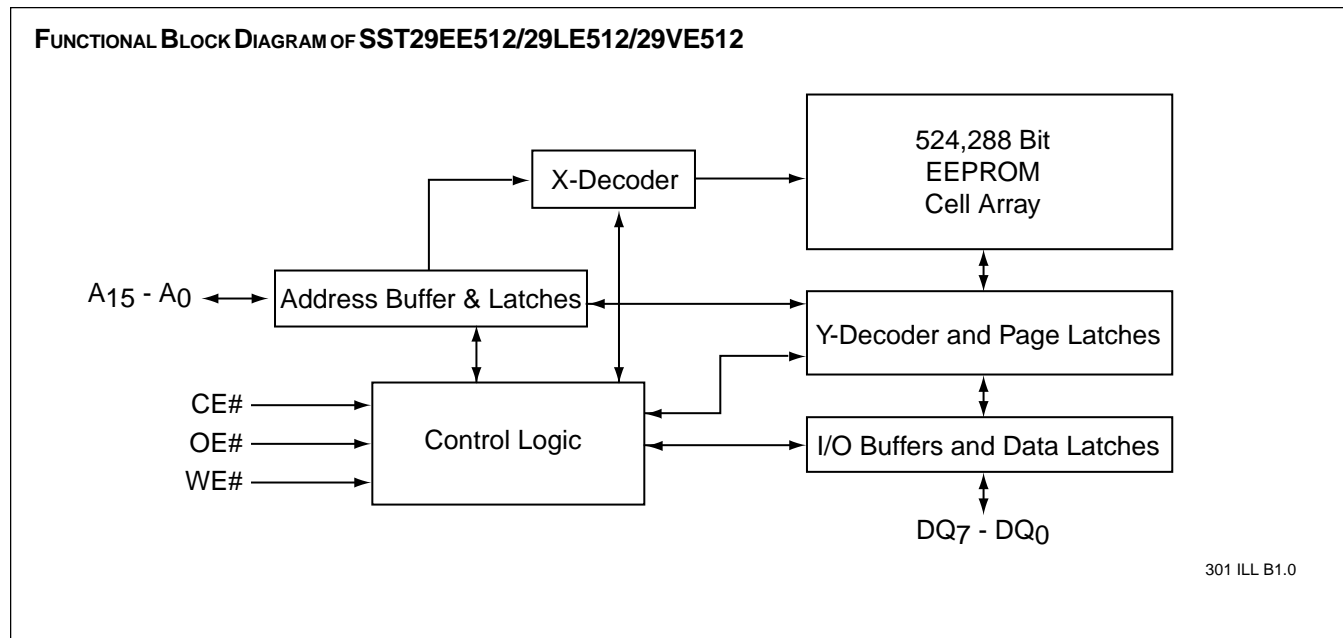 FUNCTIONAL BLOCK DIAGRAM OF SST29EE512/29LE512/29VE512
524,288 Bit
EEPROM
Cell Array
X-Decoder
A15 - A0
Address Buffer & Latches
Y-Decoder and Page Latches
CE#
OE#
WE#
Control Logic
I/O Buffers and Data Latches
DQ7 - DQ0
301 ILL B1.0